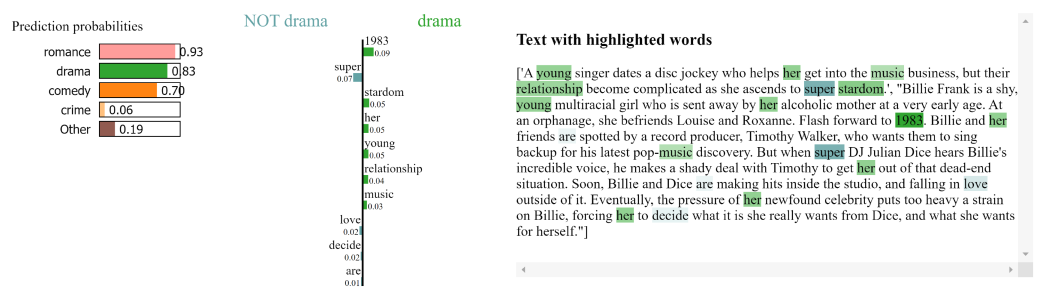 Prediction probabilities
romance 0.93
drama 0.83
comedy 0.70
crime 0.06
Other 0.19
NOT drama drama
1983
0.09
super
0.07
stardom
0.05
her
0.05
young
0.05
relationship
0.04
music
0.03
love
0.02
decide
0.02
are
0.01
Text with highlighted words
['A young singer dates a disc jockey who helps her get into the music business, but their
relationship become complicated as she ascends to super stardom.', "Billie Frank is a shy,
young multiracial girl who is sent away by her alcoholic mother at a very early age. At
an orphanage, she befriends Louise and Roxanne. Flash forward to 1983. Billie and her
friends are spotted by a record producer, Timothy Walker, who wants them to sing
backup for his latest pop-music discovery. But when super DJ Julian Dice hears Billie's
incredible voice, he makes a shady deal with Timothy to get her out of that dead-end
situation. Soon, Billie and Dice are making hits inside the studio, and falling in love
outside of it. Eventually, the pressure of her newfound celebrity puts too heavy a strain
on Billie, forcing her to decide what it is she really wants from Dice, and what she wants
for herself."]